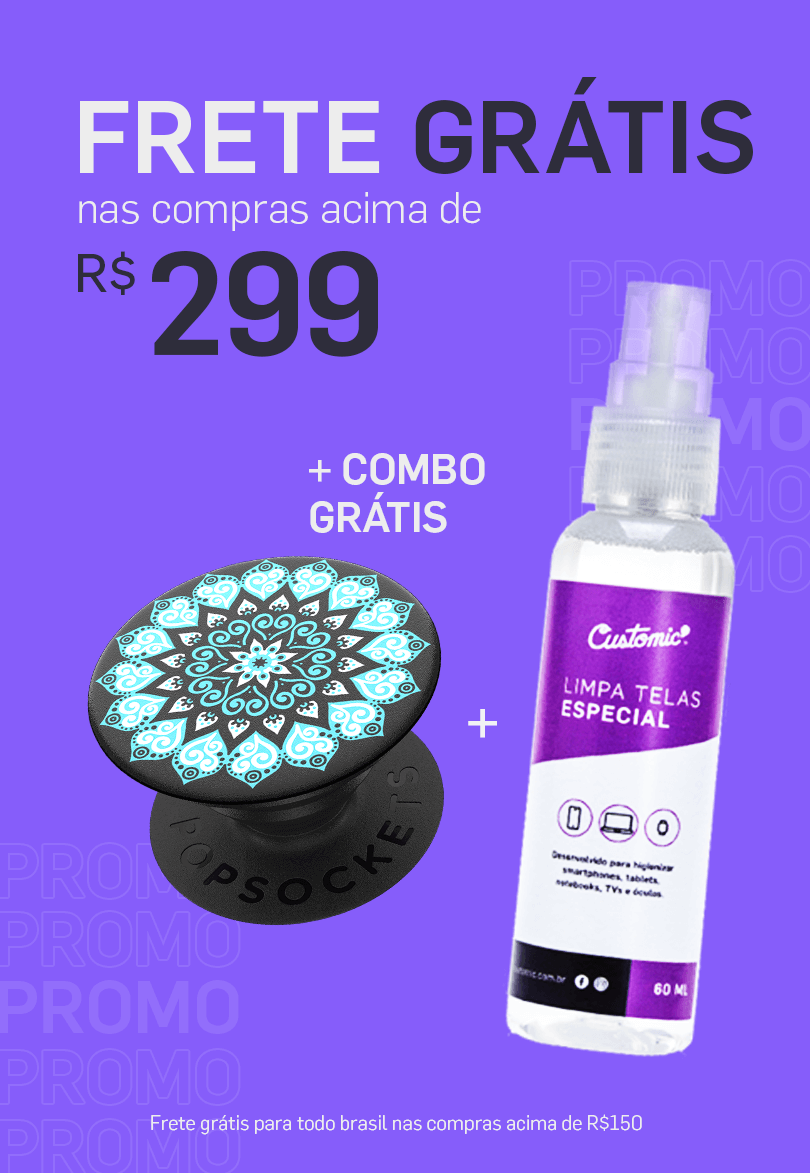 FRETE GRÁTIS
nas compras acima de
R$ 299
PROMO
PROMO
PROMO
PROMO
PROMO
+ COMBO
GRÁTIS
Customic
LIMPA TELAS
ESPECIAL
+
POPSOCKETS
Desenvolvido para higienizar
smartphones, tablets,
notebooks, TVs e óculos.
60 ML
PROMO
PROMO
PROMO
PROMO
PROMO
Frete grátis para todo brasil nas compras acima de R$150